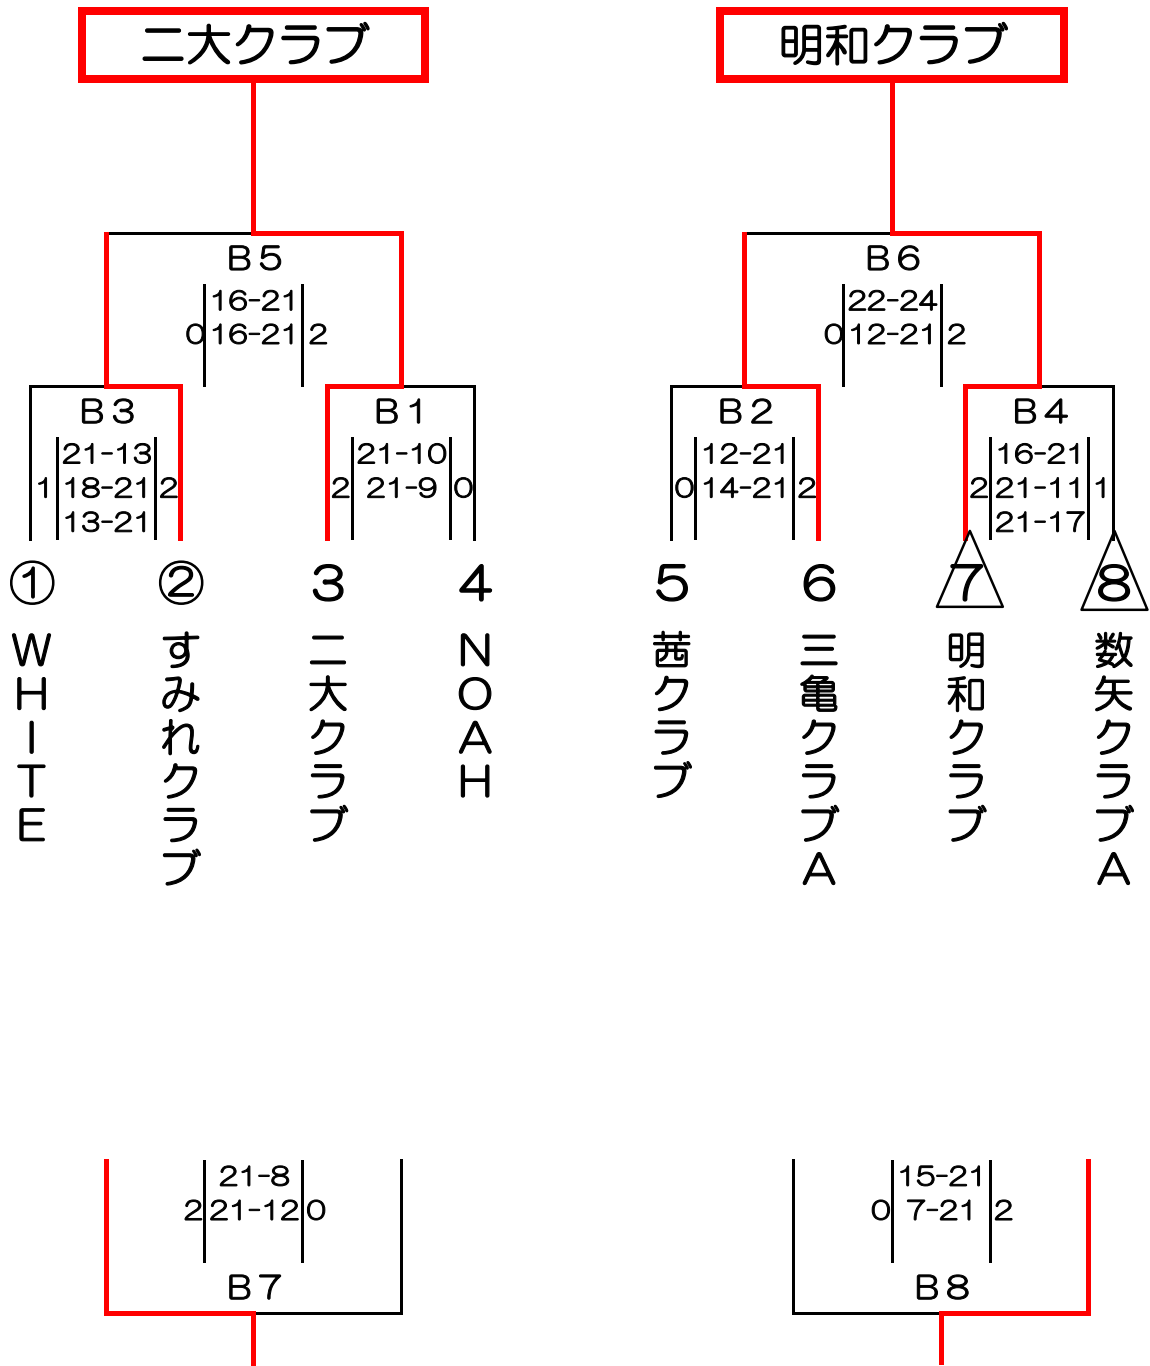 二大クラブ
明和クラブ
B5
16-21
0 16-21 2
B6
22-24
0 12-21 2
B3
21-13
1 18-21 2
13-21
B1
21-10
2 21-9 0
B2
12-21
0 14-21 2
B4
16-21
2 21-11 1
21-17
① WHITE
② すみれクラブ
3 二大クラブ
4 NOAH
5 茜クラブ
6 三亀クラブA
7 明和クラブ
8 数矢クラブA
21-8
2 21-12 0
B7
15-21
0 7-21 2
B8